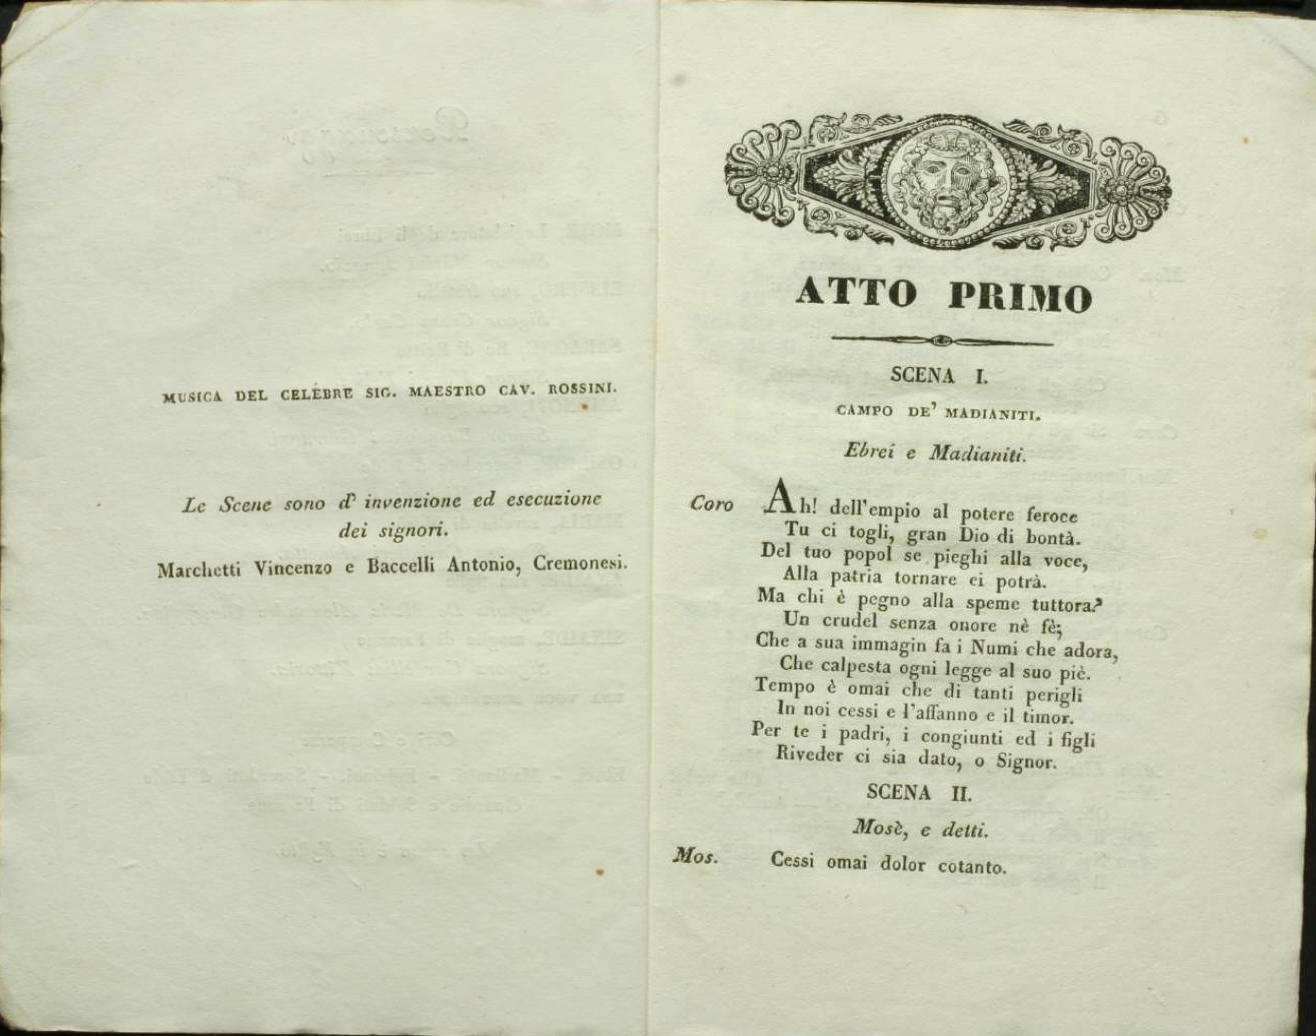 MUSICA DEL CELÈBRE SIG. MAESTRO CAV. ROSSINI.
Le Scene sono d' invenzione ed esecuzione
dei signori.
Marchetti Vincenzo e Baccelli Antonio, Cremonesi.
ATTO PRIMO
SCENA I.
CAMPO DE' MADIANITI.
Ebrei e Madianiti.
Coro Ah! dell'empio al potere feroce
Tu ci togli, gran Dio di bontà.
Del tuo popol se pieghi alla voce,
Alla patria tornare ci potrà.
Ma chi è pegno alla speme tuttora?
Un crudel senza onore nè fè;
Che a sua immagin fa i Numi che adora,
Che calpesta ogni legge al suo piè.
Tempo è omai che di tanti perigli
In noi cessi e l'affanno e il timor.
Per te i padri, i congiunti ed i figli
Riveder ci sia dato, o Signor.
SCENA II.
Mosè, e detti.
Mos. Cessi omai dolor cotanto.